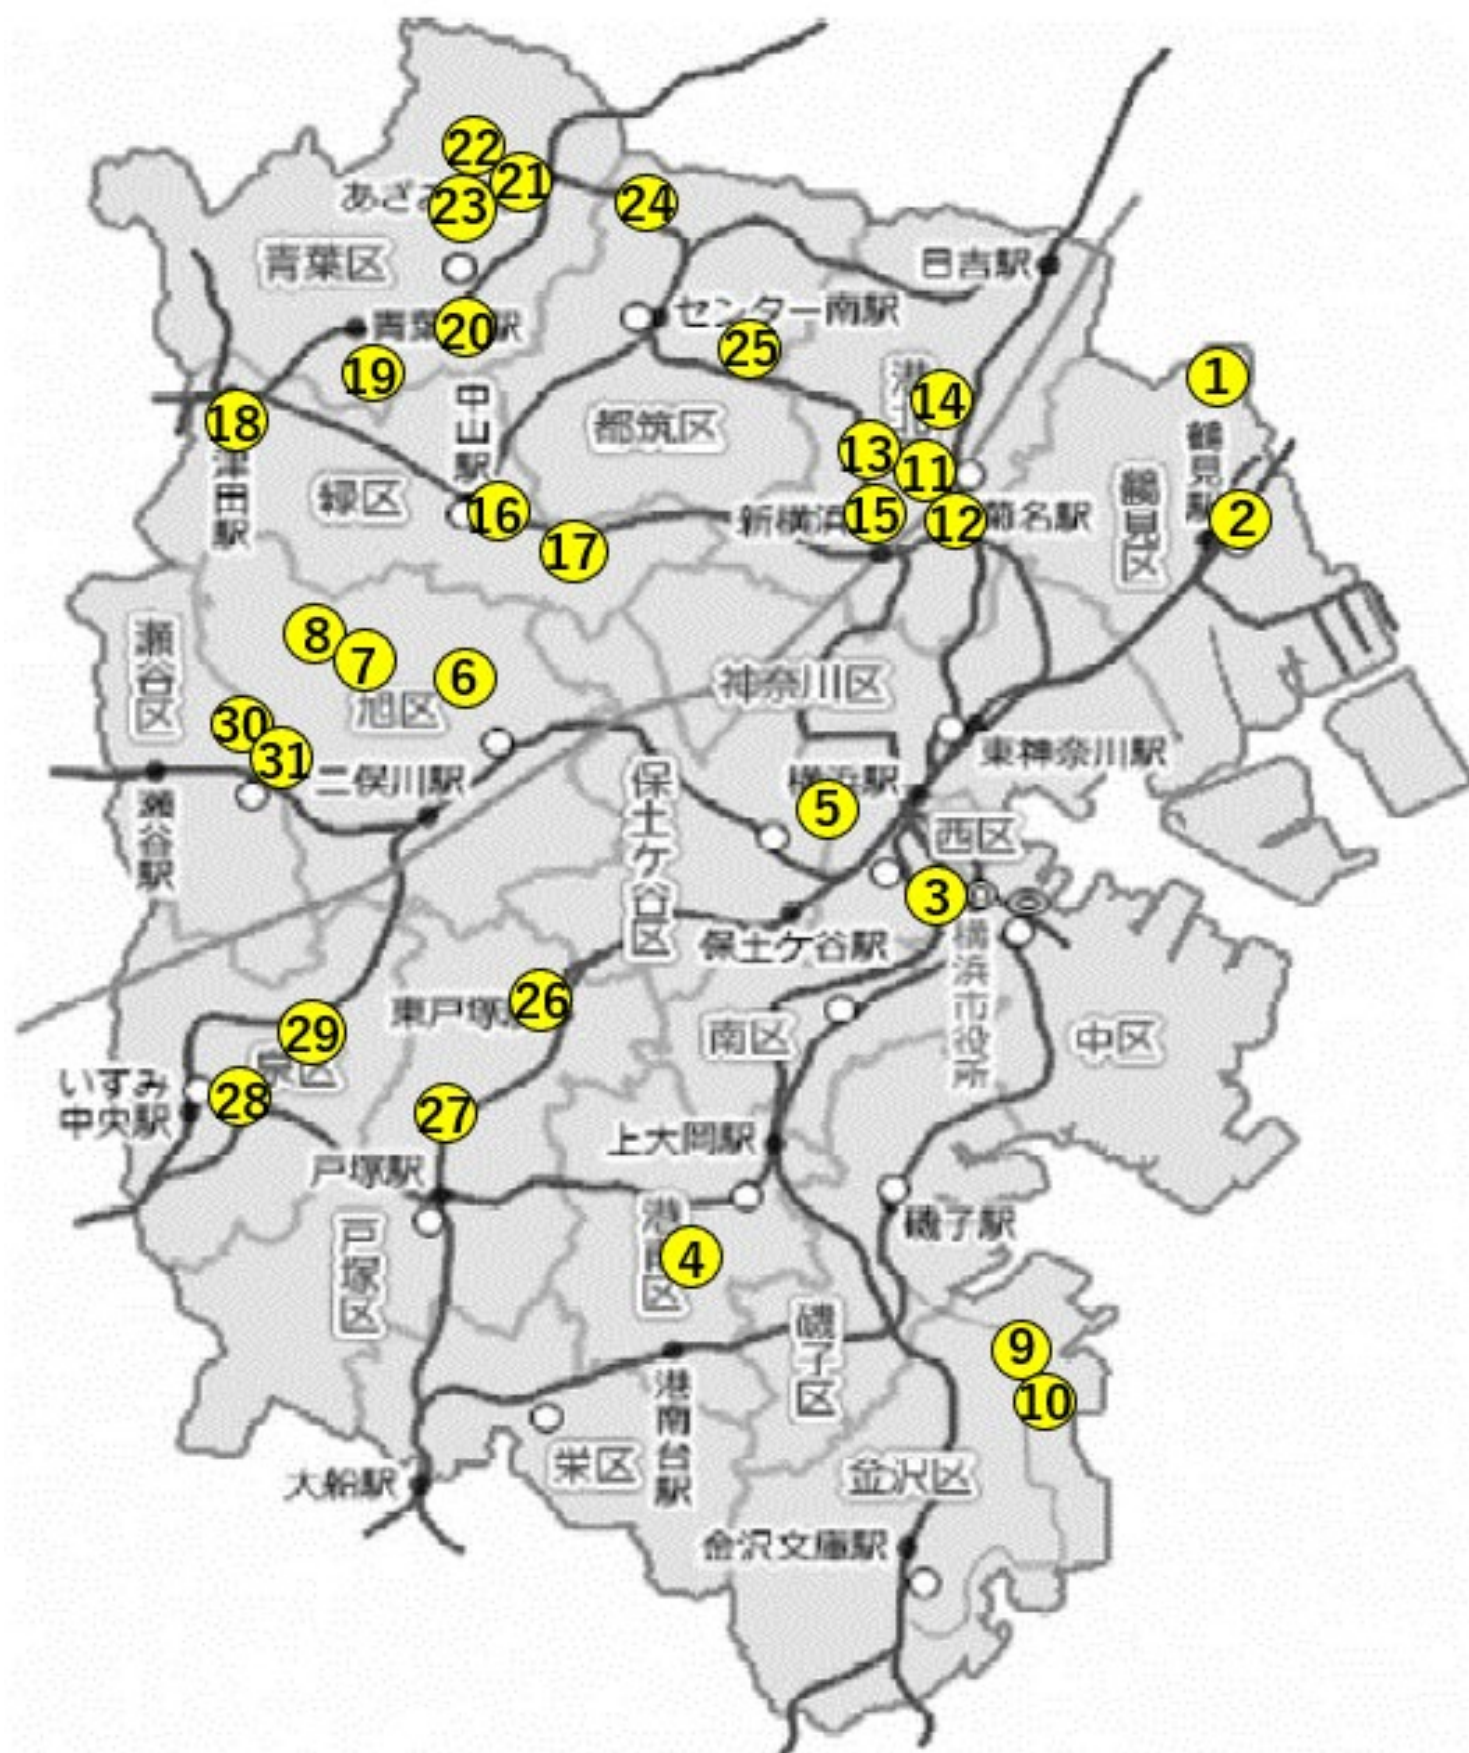 22
21
あざ
23
24
青葉区
日吉駅
センター南駅
青葉
駅
20
25
1
19
港
14
中山駅
都筑区
18
鶴見駅
13
11
津田駅
緑区
鶴見区
16
新横浜
15
12
菊名駅
2
17
8
7
6
瀬谷区
旭区
神奈川区
30
31
二俣川駅
東神奈川駅
横浜駅
5
保土ケ谷区
西区
瀬谷駅
3
保土ケ谷駅
横浜市役所
26
東戸塚
29
南区
中区
泉区
いずみ
中央駅
28
27
上大岡駅
戸塚駅
港南区
磯子駅
4
戸塚区
磯子区
9
10
港南台駅
栄区
金沢区
大船駅
金沢文庫駅